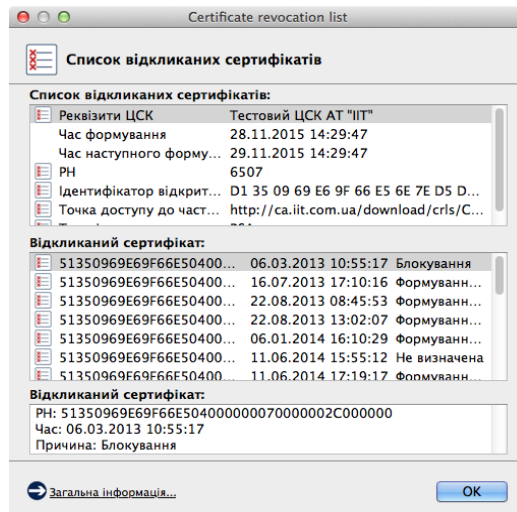 Certificate revocation list
Список відкликаних сертифікатів
Список відкликаних сертифікатів:
Реквізити ЦСК Тестовий ЦСК АТ "ІІТ"
Час формування 28.11.2015 14:29:47
Час наступного форму... 29.11.2015 14:29:47
РН 6507
Ідентифікатор відкрит... D1 35 09 69 E6 9F 66 E5 6E 7E D5 D...
Точка доступу до част... http://ca.iit.com.ua/download/crls/C...
Відкликаний сертифікат:
51350969E69F66E50400... 06.03.2013 10:55:17 Блокування
51350969E69F66E50400... 16.07.2013 17:10:16 Формуванн...
51350969E69F66E50400... 22.08.2013 08:45:53 Формуванн...
51350969E69F66E50400... 22.08.2013 13:02:07 Формуванн...
51350969E69F66E50400... 06.01.2014 16:10:29 Формуванн...
51350969E69F66E50400... 11.06.2014 15:55:12 Не визначена
51350969E69F66E50400... 11.06.2014 17:19:17 Формуванн...
Відкликаний сертифікат:
РН: 51350969E69F66E504000000070000002C000000
Час: 06.03.2013 10:55:17
Причина: Блокування
Загальна інформація...
OK